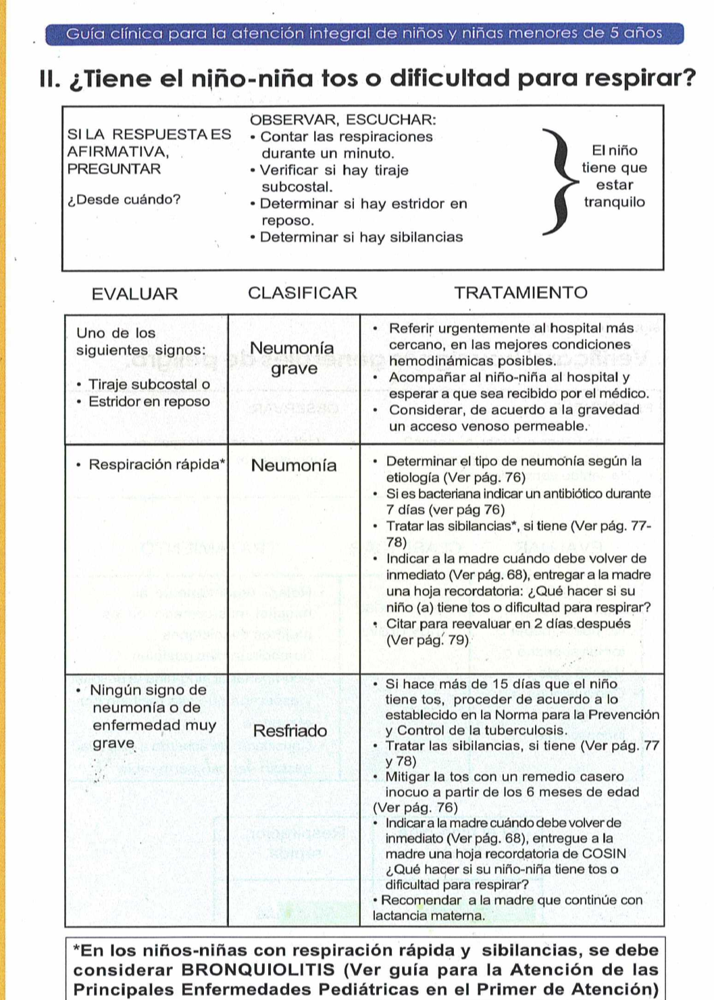 Guía clínica para la atención integral de niños y niñas menores de 5 años
II. ¿Tiene el niño-niña tos o dificultad para respirar?
SI LA RESPUESTA ES
AFIRMATIVA,
PREGUNTAR
¿Desde cuándo?
OBSERVAR, ESCUCHAR:
• Contar las respiraciones
durante un minuto.
• Verificar si hay tiraje
subcostal.
• Determinar si hay estridor en
reposo.
• Determinar si hay sibilancias
El niño
tiene que
estar
tranquilo
EVALUAR CLASIFICAR TRATAMIENTO
Uno de los
siguientes signos:
• Tiraje subcostal o
• Estridor en reposo
Neumonía
grave
• Referir urgentemente al hospital más
cercano, en las mejores condiciones
hemodinámicas posibles.
• Acompañar al niño-niña al hospital y
esperar a que sea recibido por el médico.
• Considerar, de acuerdo a la gravedad
un acceso venoso permeable.
• Respiración rápida*
Neumonía
• Determinar el tipo de neumonía según la
etiología (Ver pág. 76)
• Si es bacteriana indicar un antibiótico durante
7 días (ver pág 76)
• Tratar las sibilancias*, si tiene (Ver pág. 77-
78)
• Indicar a la madre cuándo debe volver de
inmediato (Ver pág. 68), entregar a la madre
una hoja recordatoria: ¿Qué hacer si su
niño (a) tiene tos o dificultad para respirar?
• Citar para reevaluar en 2 días después
(Ver pág. 79).
• Ningún signo de
neumonía o de
enfermedad muy
grave
Resfriado
• Si hace más de 15 días que el niño
tiene tos, proceder de acuerdo a lo
establecido en la Norma para la Prevención
y Control de la tuberculosis.
• Tratar las sibilancias, si tiene (Ver pág. 77
y 78)
• Mitigar la tos con un remedio casero
inocuo a partir de los 6 meses de edad
(Ver pág. 76)
• Indicar a la madre cuándo debe volver de
inmediato (Ver pág. 68), entregue a la
madre una hoja recordatoria de COSIN
¿Qué hacer si su niño-niña tiene tos o
dificultad para respirar?
• Recomendar a la madre que continúe con
lactancia materna.
*En los niños-niñas con respiración rápida y sibilancias, se debe
considerar BRONQUIOLITIS (Ver guía para la Atención de las
Principales Enfermedades Pediátricas en el Primer de Atención)